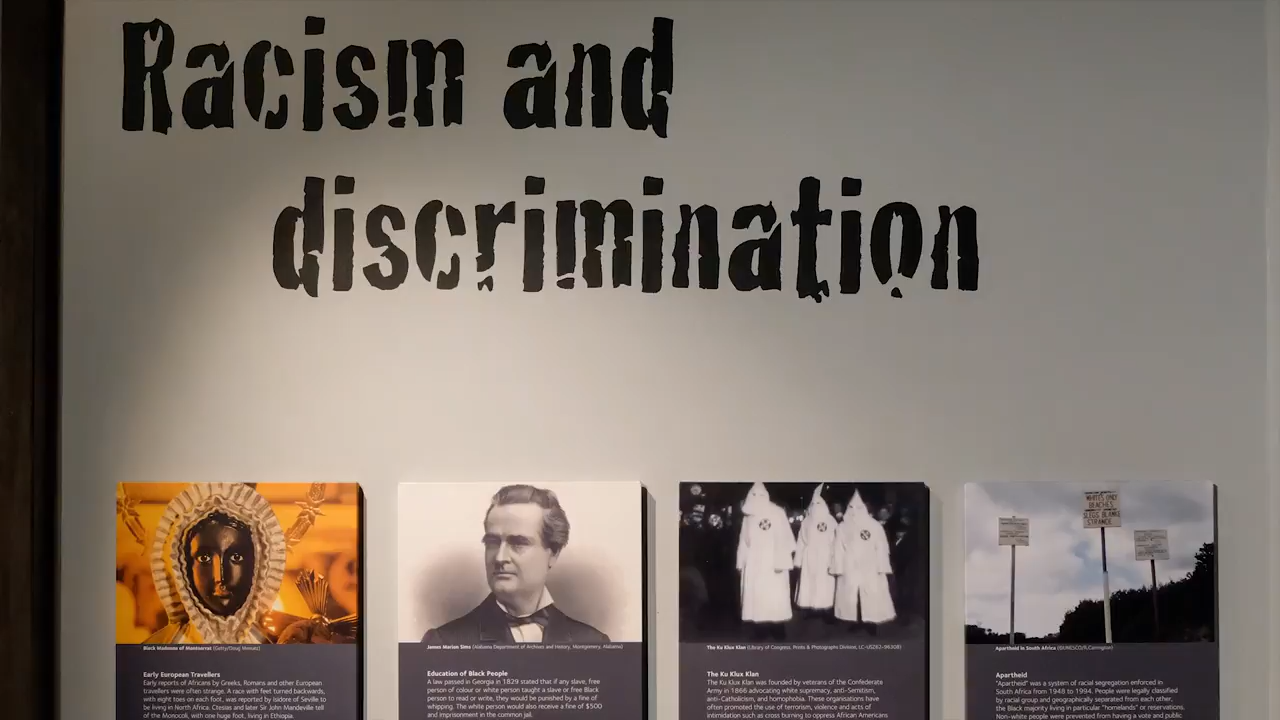 Racism and
discrimination
WHITES ONLY
BEACHES
SLEGS BLANKE
STRANDE
Black Madonna of Montserrat (Getty/Doug Menuez)
Early European Travellers
Early reports of Africans by Greeks, Romans and other European
travellers were often strange. A race with feet turned backwards,
with eight toes on each foot, was reported by Isidore of Seville to
be living in North Africa. Ctesias and later Sir John Mandeville tell
of the Monocoli, with one huge foot, living in Ethiopia.
James Marion Sims (Alabama Department of Archives and History, Montgomery, Alabama)
Education of Black People
A law passed in Georgia in 1829 stated that if any slave, free
person of colour or white person taught a slave or free Black
person to read or write, they would be punished by a fine of
whipping. The white person would also receive a fine of $500
and imprisonment in the common jail.
The Ku Klux Klan (Library of Congress, Prints & Photographs Division, LC-USZ62-96308)
The Ku Klux Klan
The Ku Klux Klan was founded by veterans of the Confederate
Army in 1866 advocating white supremacy, anti-Semitism,
anti-Catholicism, and homophobia. These organisations have
often promoted the use of terrorism, violence and acts of
intimidation such as cross burning to oppress African Americans
Apartheid in South Africa
Apartheid
"Apartheid" was a system of racial segregation enforced in
South Africa from 1948 to 1994. People were legally classified
by racial group and geographically separated from each other,
the Black majority living in particular "homelands" or reservations.
Non-white people were prevented from having a vote and public